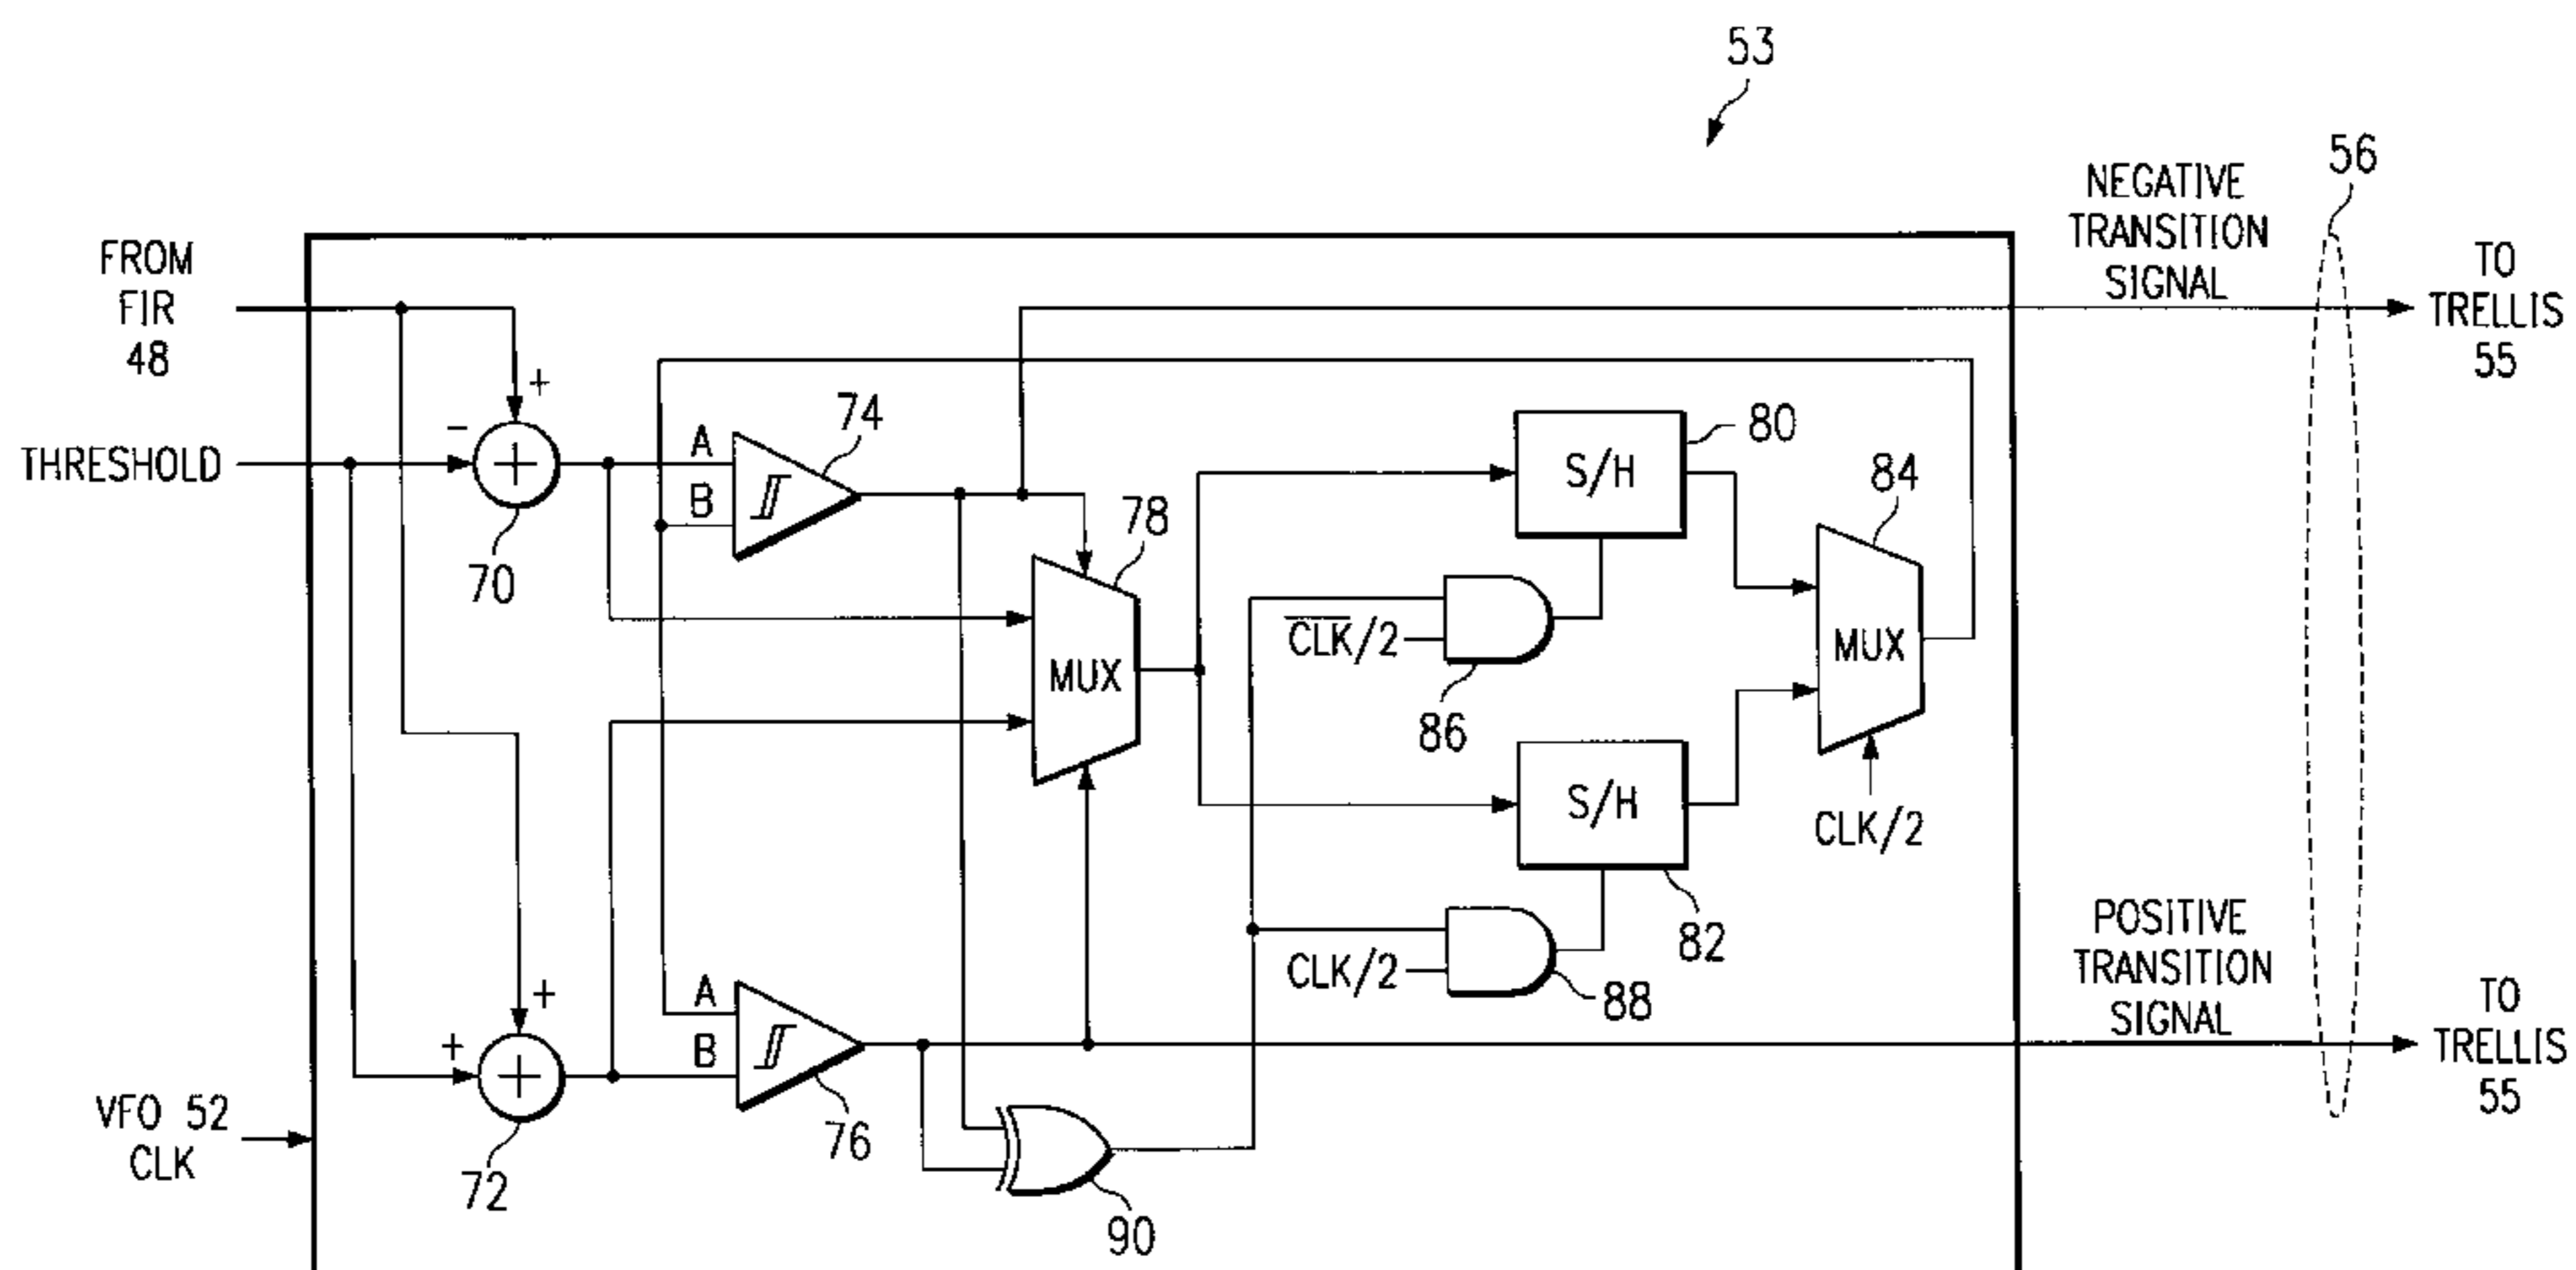 53
56
NEGATIVE
TRANSITION
SIGNAL
TO
TRELLIS
55
FROM
FIR
48
+
-
+
70
THRESHOLD
A
B
74
78
MUX
S/H
80
84
MUX
C̅L̅K̅/2
86
S/H
82
CLK/2
CLK/2
88
+
+
+
72
A
B
76
90
VFO 52
CLK
POSITIVE
TRANSITION
SIGNAL
TO
TRELLIS
55